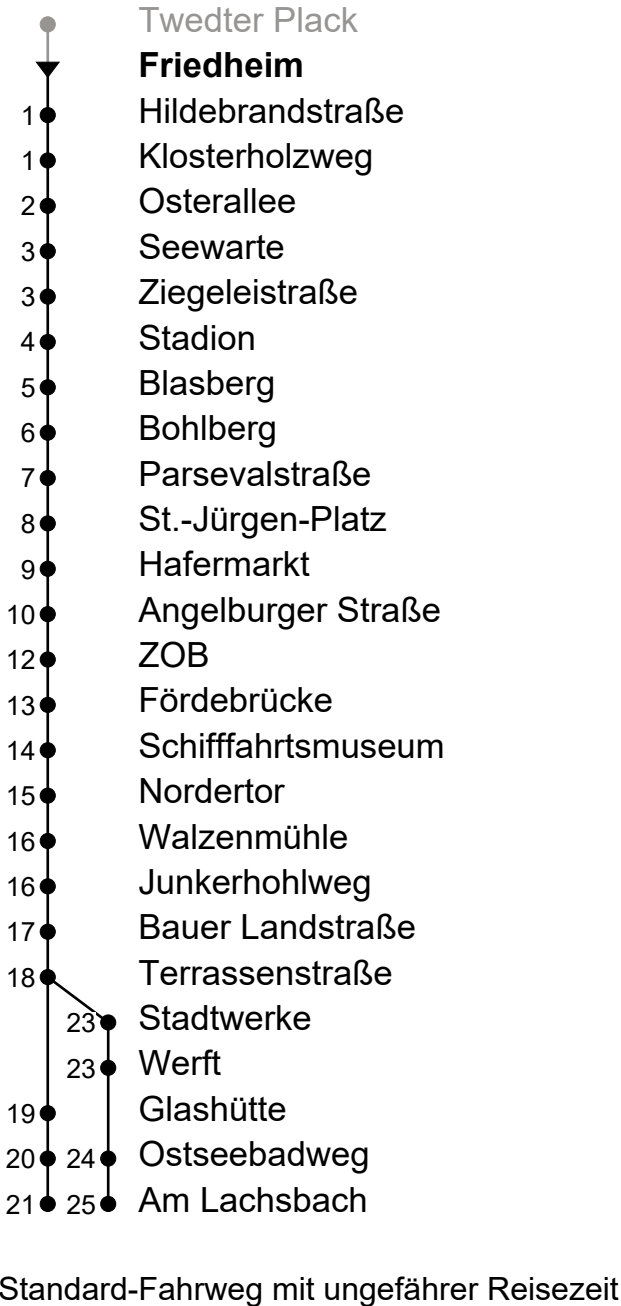 Twedter Plack
Friedheim
1 Hildebrandstraße
1 Klosterholzweg
2 Osterallee
3 Seewarte
3 Ziegeleistraße
4 Stadion
5 Blasberg
6 Bohlberg
7 Parsevalstraße
8 St.-Jürgen-Platz
9 Hafermarkt
10 Angelburger Straße
12 ZOB
13 Fördebrücke
14 Schifffahrtsmuseum
15 Nordertor
16 Walzenmühle
16 Junkerhohlweg
17 Bauer Landstraße
18 Terrassenstraße
23 Stadtwerke
23 Werft
19 Glashütte
20 24 Ostseebadweg
21 25 Am Lachsbach
Standard-Fahrweg mit ungefährer Reisezeit